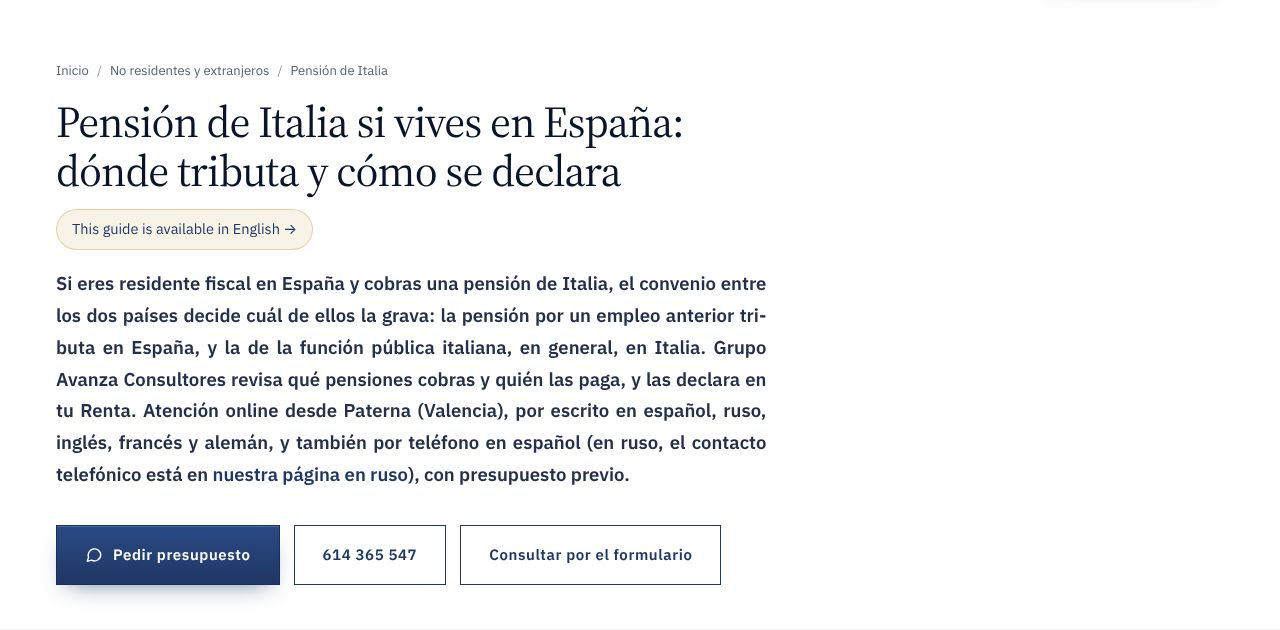 Inicio / No residentes y extranjeros / Pensión de Italia
Pensión de Italia si vives en España:
dónde tributa y cómo se declara
This guide is available in English →
Si eres residente fiscal en España y cobras una pensión de Italia, el convenio entre
los dos países decide cuál de ellos la grava: la pensión por un empleo anterior tri-
buta en España, y la de la función pública italiana, en general, en Italia. Grupo
Avanza Consultores revisa qué pensiones cobras y quién las paga, y las declara en
tu Renta. Atención online desde Paterna (Valencia), por escrito en español, ruso,
inglés, francés y alemán, y también por teléfono en español (en ruso, el contacto
telefónico está en nuestra página en ruso), con presupuesto previo.
Pedir presupuesto
614 365 547
Consultar por el formulario